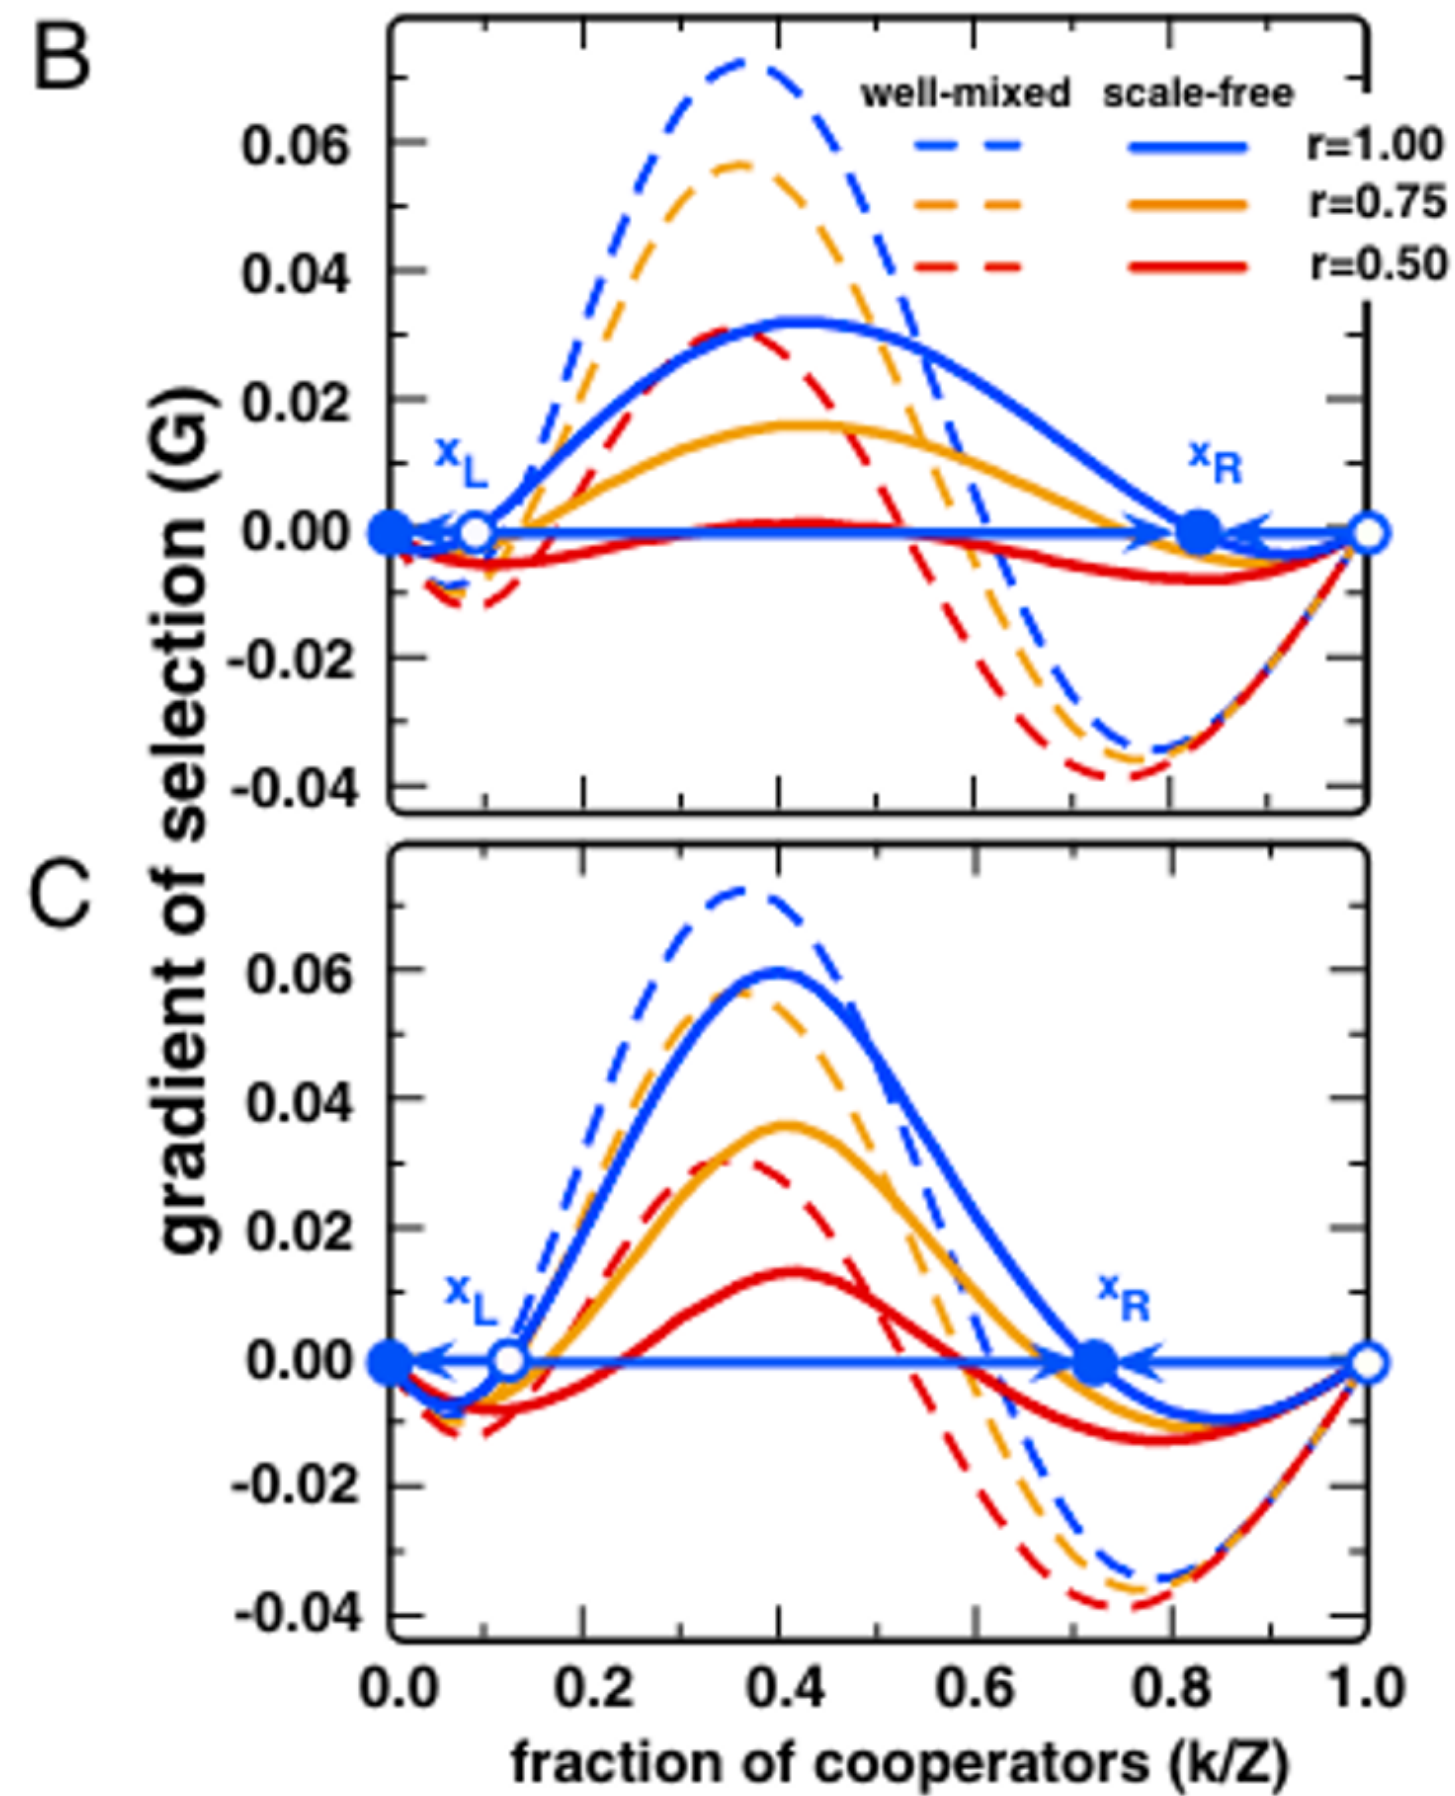 B
well-mixed scale-free
r=1.00
r=0.75
r=0.50
0.06
0.04
0.02
0.00
-0.02
-0.04
xL
xR
gradient of selection (G)
C
0.06
0.04
0.02
0.00
-0.02
-0.04
xL
xR
0.0 0.2 0.4 0.6 0.8 1.0
fraction of cooperators (k/Z)